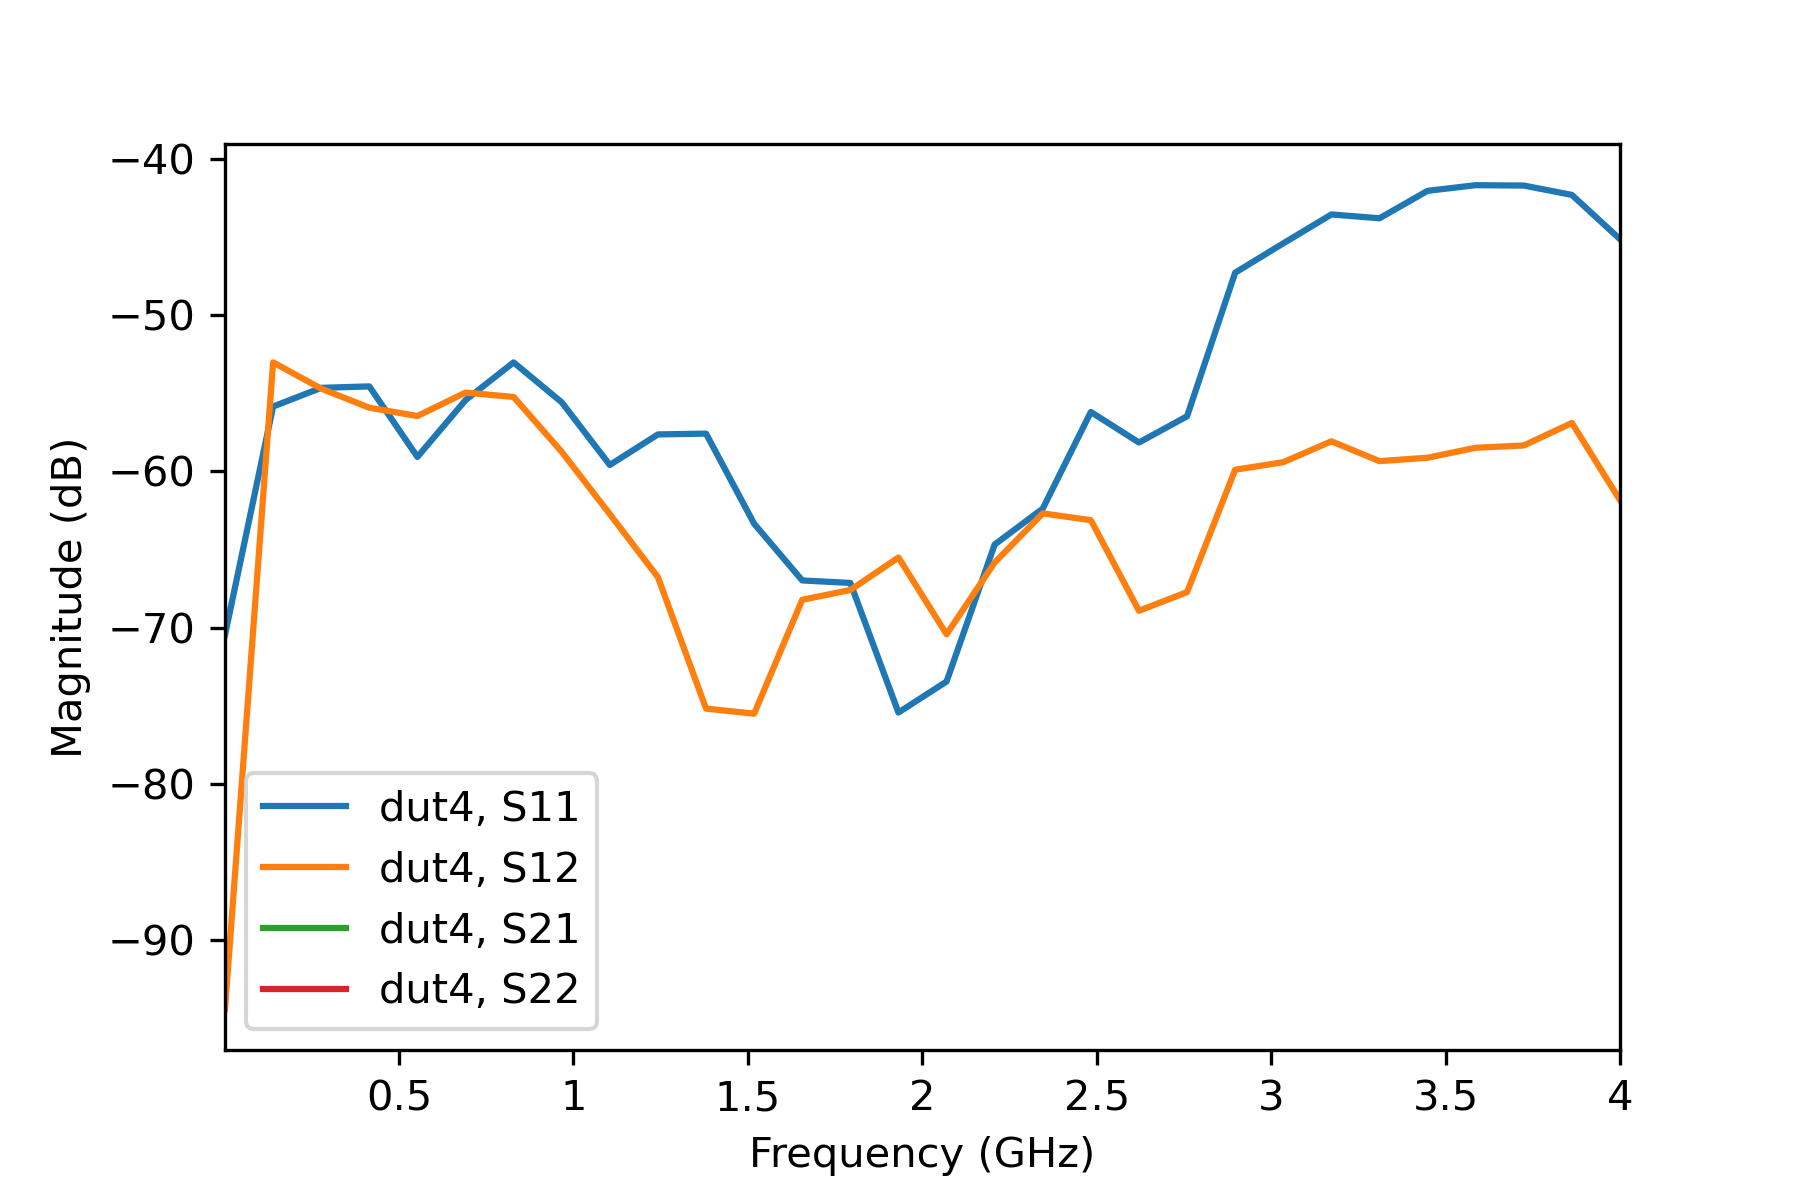 −40
−50
−60
−70
−80
−90
Magnitude (dB)
dut4, S11
dut4, S12
dut4, S21
dut4, S22
0.5 1 1.5 2 2.5 3 3.5 4
Frequency (GHz)